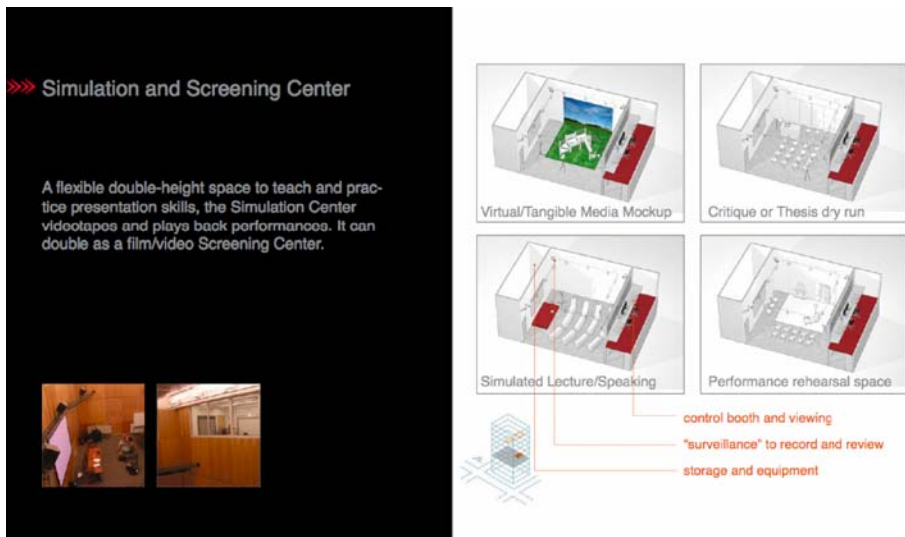 Simulation and Screening Center
A flexible double-height space to teach and prac-
tice presentation skills, the Simulation Center
videotapes and plays back performances. It can
double as a film/video Screening Center.
Virtual/Tangible Media Mockup
Critique or Thesis dry run
Simulated Lecture/Speaking
Performance rehearsal space
control booth and viewing
"surveillance" to record and review
storage and equipment